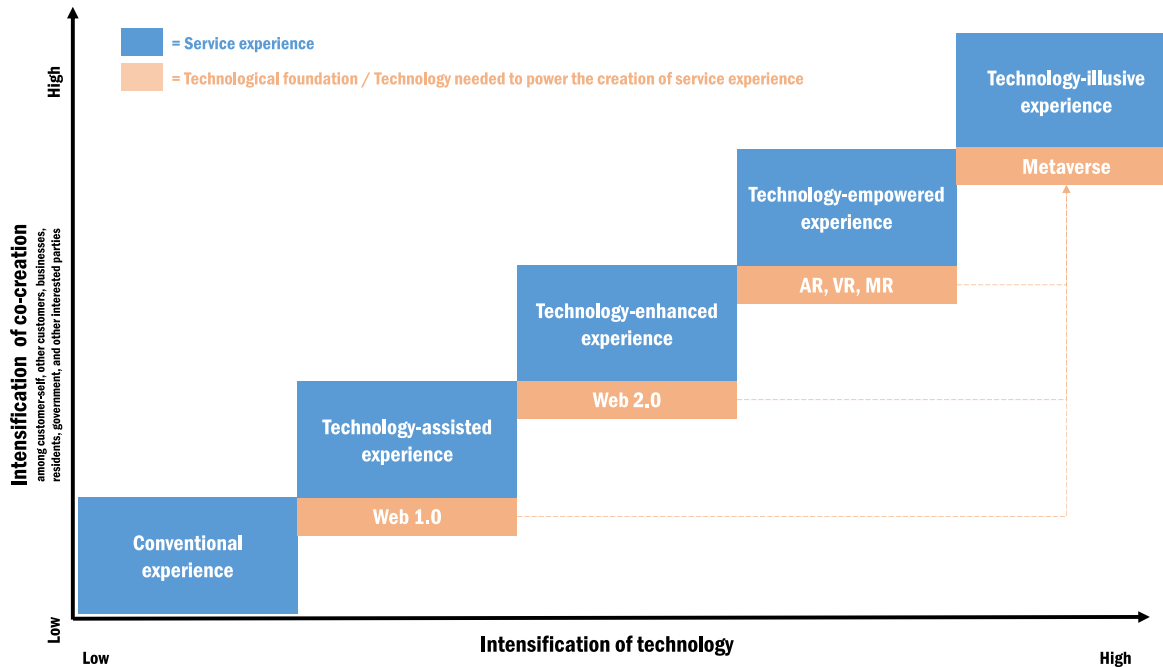 = Service experience
= Technological foundation / Technology needed to power the creation of service experience
Technology-illusive
experience
Metaverse
Technology-empowered
experience
AR, VR, MR
Technology-enhanced
experience
Web 2.0
Technology-assisted
experience
Web 1.0
Conventional
experience
High
Intensification of co-creation
among customer-self, other customers, businesses,
residents, government, and other interested parties
Low
Low
Intensification of technology
High